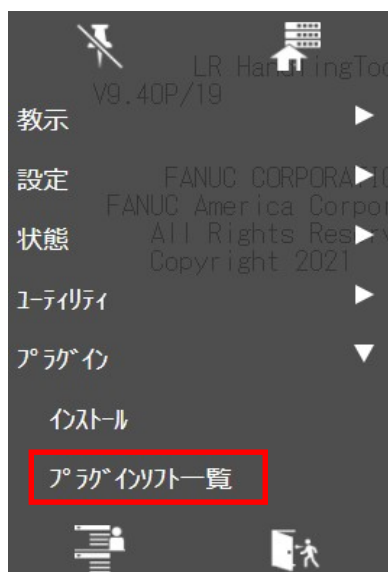 LR HandlingToo
V9.40P/19
教示
設定
FANUC CORPORATIO
FANUC America Corpor
状態
All Rights Reserv
Copyright 2021
ﾕｰﾃｨﾘﾃｨ
ﾌﾟﾗｸﾞｲﾝ
ｲﾝｽﾄｰﾙ
ﾌﾟﾗｸﾞｲﾝｿﾌﾄ一覧